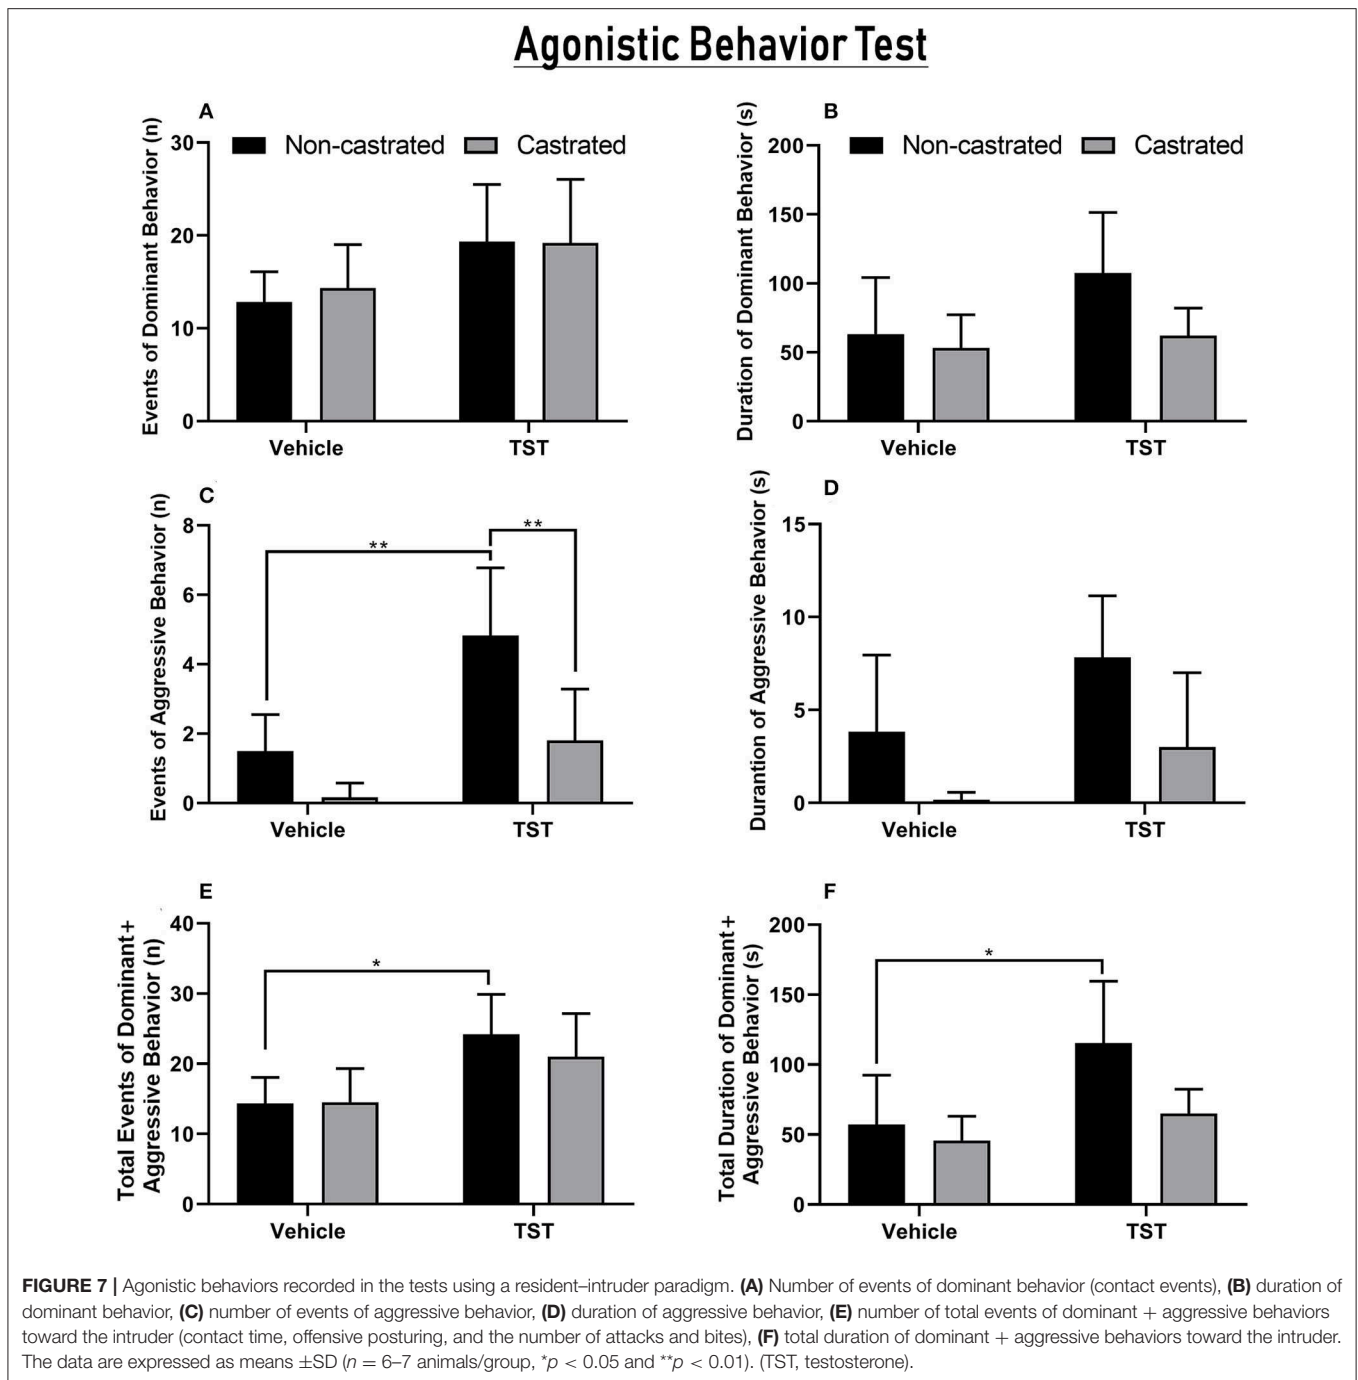 Agonistic Behavior Test
A
Events of Dominant Behavior (n)
30
20
10
0
Non-castrated
Castrated
Vehicle
TST
B
Duration of Dominant Behavior (s)
200
150
100
50
0
Non-castrated
Castrated
Vehicle
TST
C
Events of Aggressive Behavior (n)
8
6
4
2
0
**
**
Vehicle
TST
D
Durantion of Aggressive Behavior (s)
15
10
5
0
Vehicle
TST
E
Total Events of Dominant+
Aggressive Behavior (n)
40
30
20
10
0
*
Vehicle
TST
F
Total Duration of Dominant+
Aggressive Behavior (s)
200
150
100
50
0
*
Vehicle
TST
FIGURE 7 | Agonistic behaviors recorded in the tests using a resident–intruder paradigm. (A) Number of events of dominant behavior (contact events), (B) duration of
dominant behavior, (C) number of events of aggressive behavior, (D) duration of aggressive behavior, (E) number of total events of dominant + aggressive behaviors
toward the intruder (contact time, offensive posturing, and the number of attacks and bites), (F) total duration of dominant + aggressive behaviors toward the intruder.
The data are expressed as means ±SD (n = 6–7 animals/group, *p < 0.05 and **p < 0.01). (TST, testosterone).